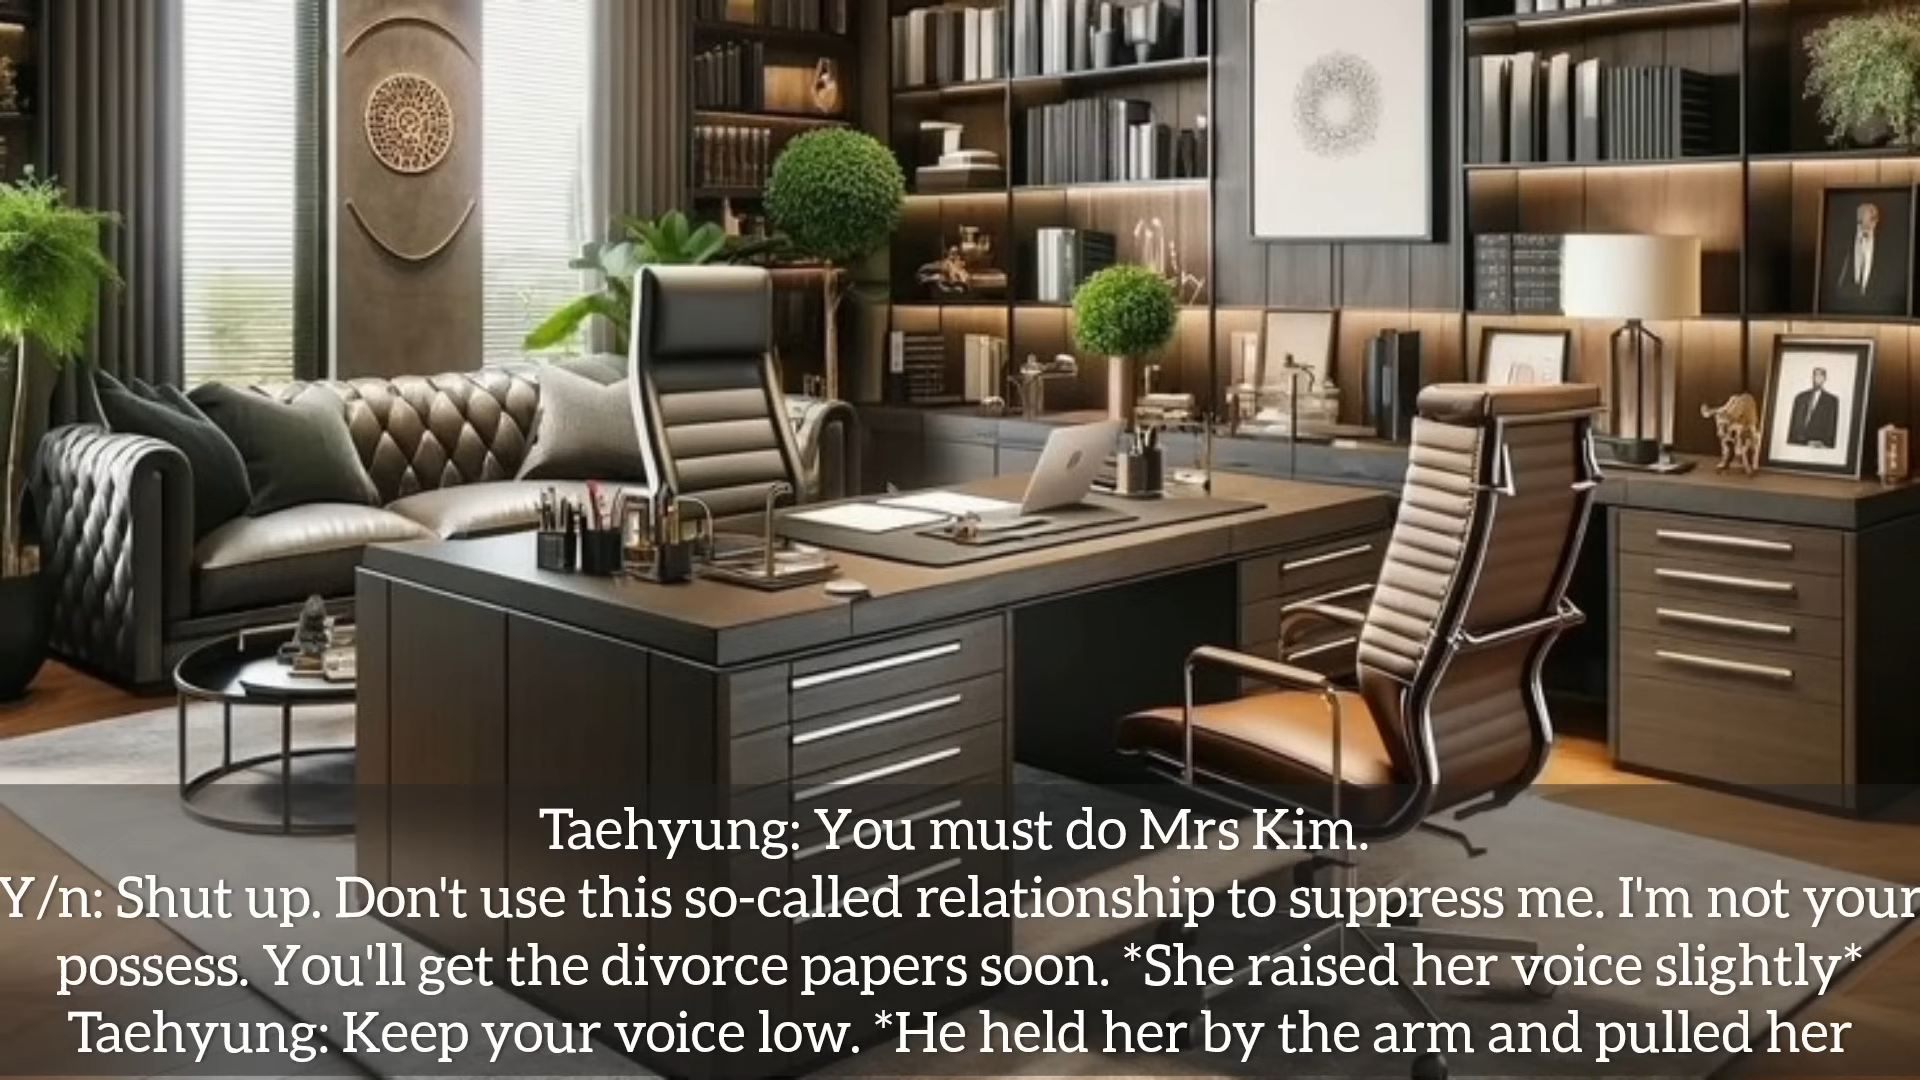 Taehyung: You must do Mrs Kim.
Y/n: Shut up. Don't use this so-called relationship to suppress me. I'm not your
possess. You'll get the divorce papers soon. *She raised her voice slightly*
Taehyung: Keep your voice low. *He held her by the arm and pulled her